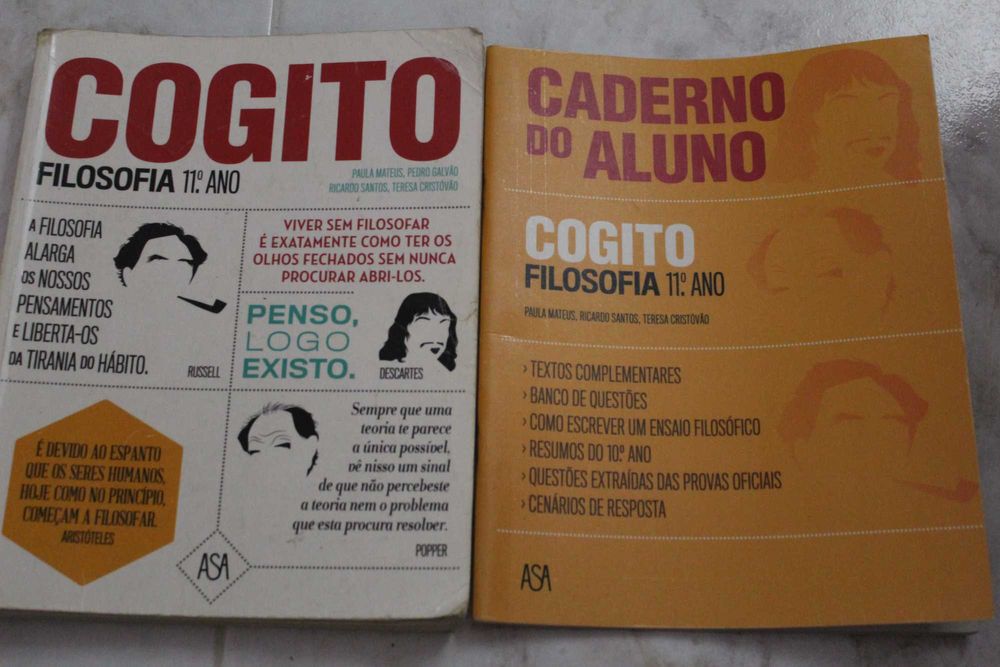 COGITO
FILOSOFIA 11.º ANO
PAULA MATEUS, PEDRO GALVÃO
RICARDO SANTOS, TERESA CRISTÓVÃO
A FILOSOFIA
ALARGA
OS NOSSOS
PENSAMENTOS
E LIBERTA-OS
DA TIRANIA DO HÁBITO.
RUSSELL
VIVER SEM FILOSOFAR
É EXATAMENTE COMO TER OS
OLHOS FECHADOS SEM NUNCA
PROCURAR ABRI-LOS.
PENSO,
LOGO
EXISTO.
DESCARTES
É DEVIDO AO ESPANTO
QUE OS SERES HUMANOS,
HOJE COMO NO PRINCÍPIO,
COMEÇAM A FILOSOFAR.
ARISTÓTELES
Sempre que uma
teoria te parece
a única possível,
vê nisso um sinal
de que não percebeste
a teoria nem o problema
que esta procura resolver.
POPPER
ASA
CADERNO
DO ALUNO
COGITO
FILOSOFIA 11.º ANO
PAULA MATEUS, RICARDO SANTOS, TERESA CRISTÓVÃO
› TEXTOS COMPLEMENTARES
› BANCO DE QUESTÕES
› COMO ESCREVER UM ENSAIO FILOSÓFICO
› RESUMOS DO 10.º ANO
› QUESTÕES EXTRAÍDAS DAS PROVAS OFICIAIS
› CENÁRIOS DE RESPOSTA
ASA